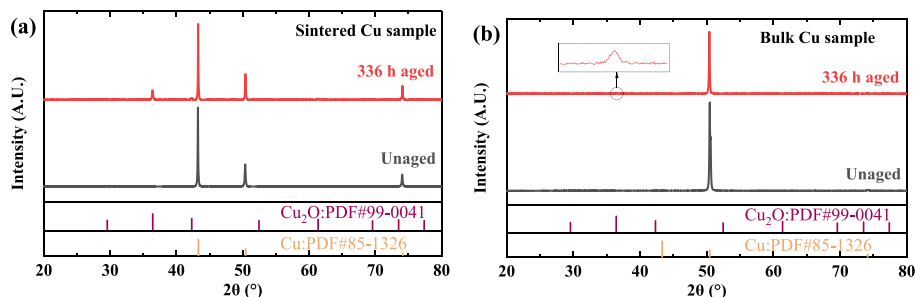 (a)
Sintered Cu sample
336 h aged
Unaged
Intensity (A.U.)
Cu₂O:PDF#99-0041
Cu:PDF#85-1326
20 30 40 50 60 70 80
2θ (°)
(b)
Bulk Cu sample
336 h aged
Unaged
Intensity (A.U.)
Cu₂O:PDF#99-0041
Cu:PDF#85-1326
20 30 40 50 60 70 80
2θ (°)